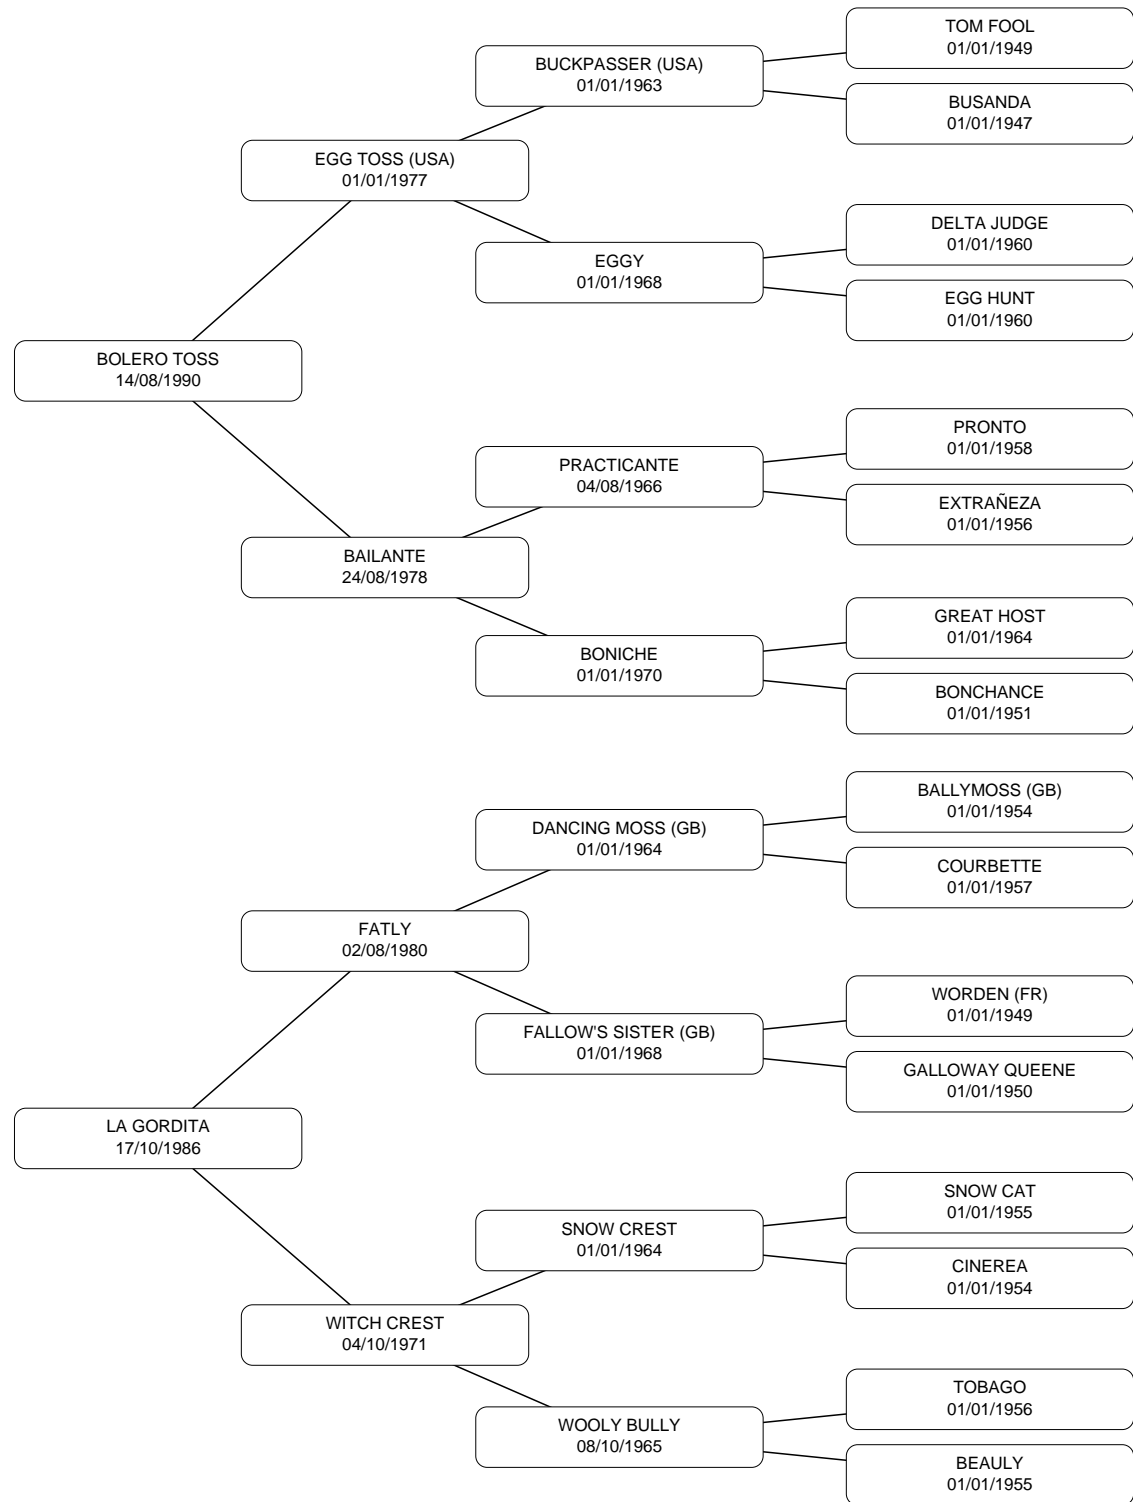 TOM FOOL
01/01/1949
BUCKPASSER (USA)
01/01/1963
BUSANDA
01/01/1947
EGG TOSS (USA)
01/01/1977
DELTA JUDGE
01/01/1960
EGGY
01/01/1968
EGG HUNT
01/01/1960
BOLERO TOSS
14/08/1990
PRONTO
01/01/1958
PRACTICANTE
04/08/1966
EXTRAÑEZA
01/01/1956
BAILANTE
24/08/1978
GREAT HOST
01/01/1964
BONICHE
01/01/1970
BONCHANCE
01/01/1951
BALLYMOSS (GB)
01/01/1954
DANCING MOSS (GB)
01/01/1964
COURBETTE
01/01/1957
FATLY
02/08/1980
WORDEN (FR)
01/01/1949
FALLOW'S SISTER (GB)
01/01/1968
GALLOWAY QUEENE
01/01/1950
LA GORDITA
17/10/1986
SNOW CAT
01/01/1955
SNOW CREST
01/01/1964
CINEREA
01/01/1954
WITCH CREST
04/10/1971
TOBAGO
01/01/1956
WOOLY BULLY
08/10/1965
BEAULY
01/01/1955